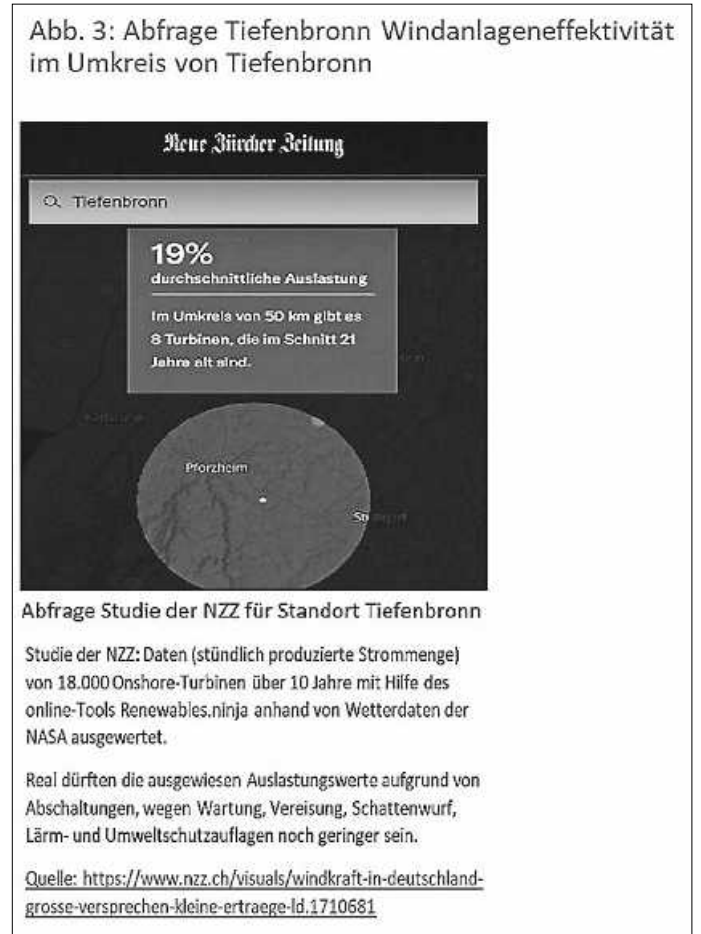 Abb. 3: Abfrage Tiefenbronn Windanlageneffektivität
im Umkreis von Tiefenbronn
Neue Zürcher Zeitung
Tiefenbronn
19%
durchschnittliche Auslastung
Im Umkreis von 50 km gibt es
8 Turbinen, die im Schnitt 21
Jahre alt sind.
Pforzheim
Stuttgart
Abfrage Studie der NZZ für Standort Tiefenbronn
Studie der NZZ: Daten (stündlich produzierte Strommenge)
von 18.000 Onshore-Turbinen über 10 Jahre mit Hilfe des
online-Tools Renewables.ninja anhand von Wetterdaten der
NASA ausgewertet.
Real dürften die ausgewiesen Auslastungswerte aufgrund von
Abschaltungen, wegen Wartung, Vereisung, Schattenwurf,
Lärm- und Umweltschutzauflagen noch geringer sein.
Quelle: https://www.nzz.ch/visuals/windkraft-in-deutschland-
grosse-versprechen-kleine-ertraege-ld.1710681